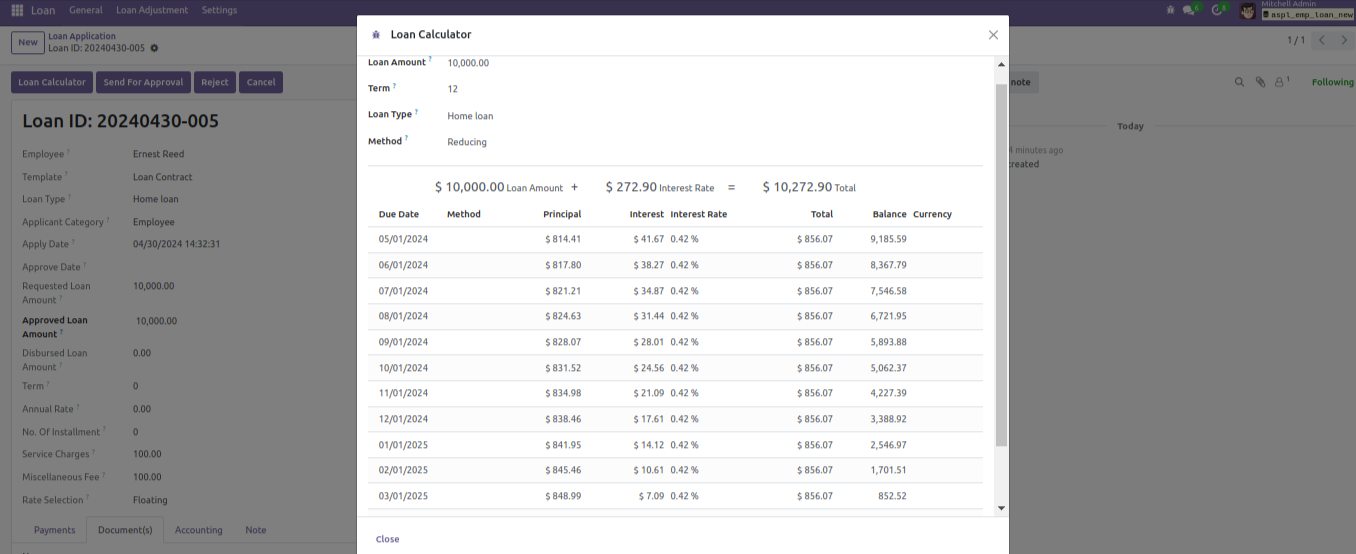 Loan General Loan Adjustment Settings
6 8 Mitchell Admin
aspl_emp_loan_new
New Loan Application
Loan ID: 20240430-005
1 / 1
Loan Calculator Send For Approval Reject Cancel
note 1 Following
Loan ID: 20240430-005
Employee ? Ernest Reed
Template ? Loan Contract
Loan Type ? Home loan
Applicant Category ? Employee
Apply Date ? 04/30/2024 14:32:31
Approve Date ?
Requested Loan Amount ? 10,000.00
Approved Loan Amount ? 10,000.00
Disbursed Loan Amount ? 0.00
Term ? 0
Annual Rate ? 0.00
No. Of Installment ? 0
Service Charges ? 100.00
Miscellaneous Fee ? 100.00
Rate Selection ? Floating
Payments Document(s) Accounting Note
Loan Calculator
Loan Amount ? 10,000.00
Term ? 12
Loan Type ? Home loan
Method ? Reducing
$ 10,000.00 Loan Amount + $ 272.90 Interest Rate = $ 10,272.90 Total
Due Date Method Principal Interest Interest Rate Total Balance Currency
05/01/2024 $ 814.41 $ 41.67 0.42 % $ 856.07 9,185.59
06/01/2024 $ 817.80 $ 38.27 0.42 % $ 856.07 8,367.79
07/01/2024 $ 821.21 $ 34.87 0.42 % $ 856.07 7,546.58
08/01/2024 $ 824.63 $ 31.44 0.42 % $ 856.07 6,721.95
09/01/2024 $ 828.07 $ 28.01 0.42 % $ 856.07 5,893.88
10/01/2024 $ 831.52 $ 24.56 0.42 % $ 856.07 5,062.37
11/01/2024 $ 834.98 $ 21.09 0.42 % $ 856.07 4,227.39
12/01/2024 $ 838.46 $ 17.61 0.42 % $ 856.07 3,388.92
01/01/2025 $ 841.95 $ 14.12 0.42 % $ 856.07 2,546.97
02/01/2025 $ 845.46 $ 10.61 0.42 % $ 856.07 1,701.51
03/01/2025 $ 848.99 $ 7.09 0.42 % $ 856.07 852.52
Close
Today
4 minutes ago
created